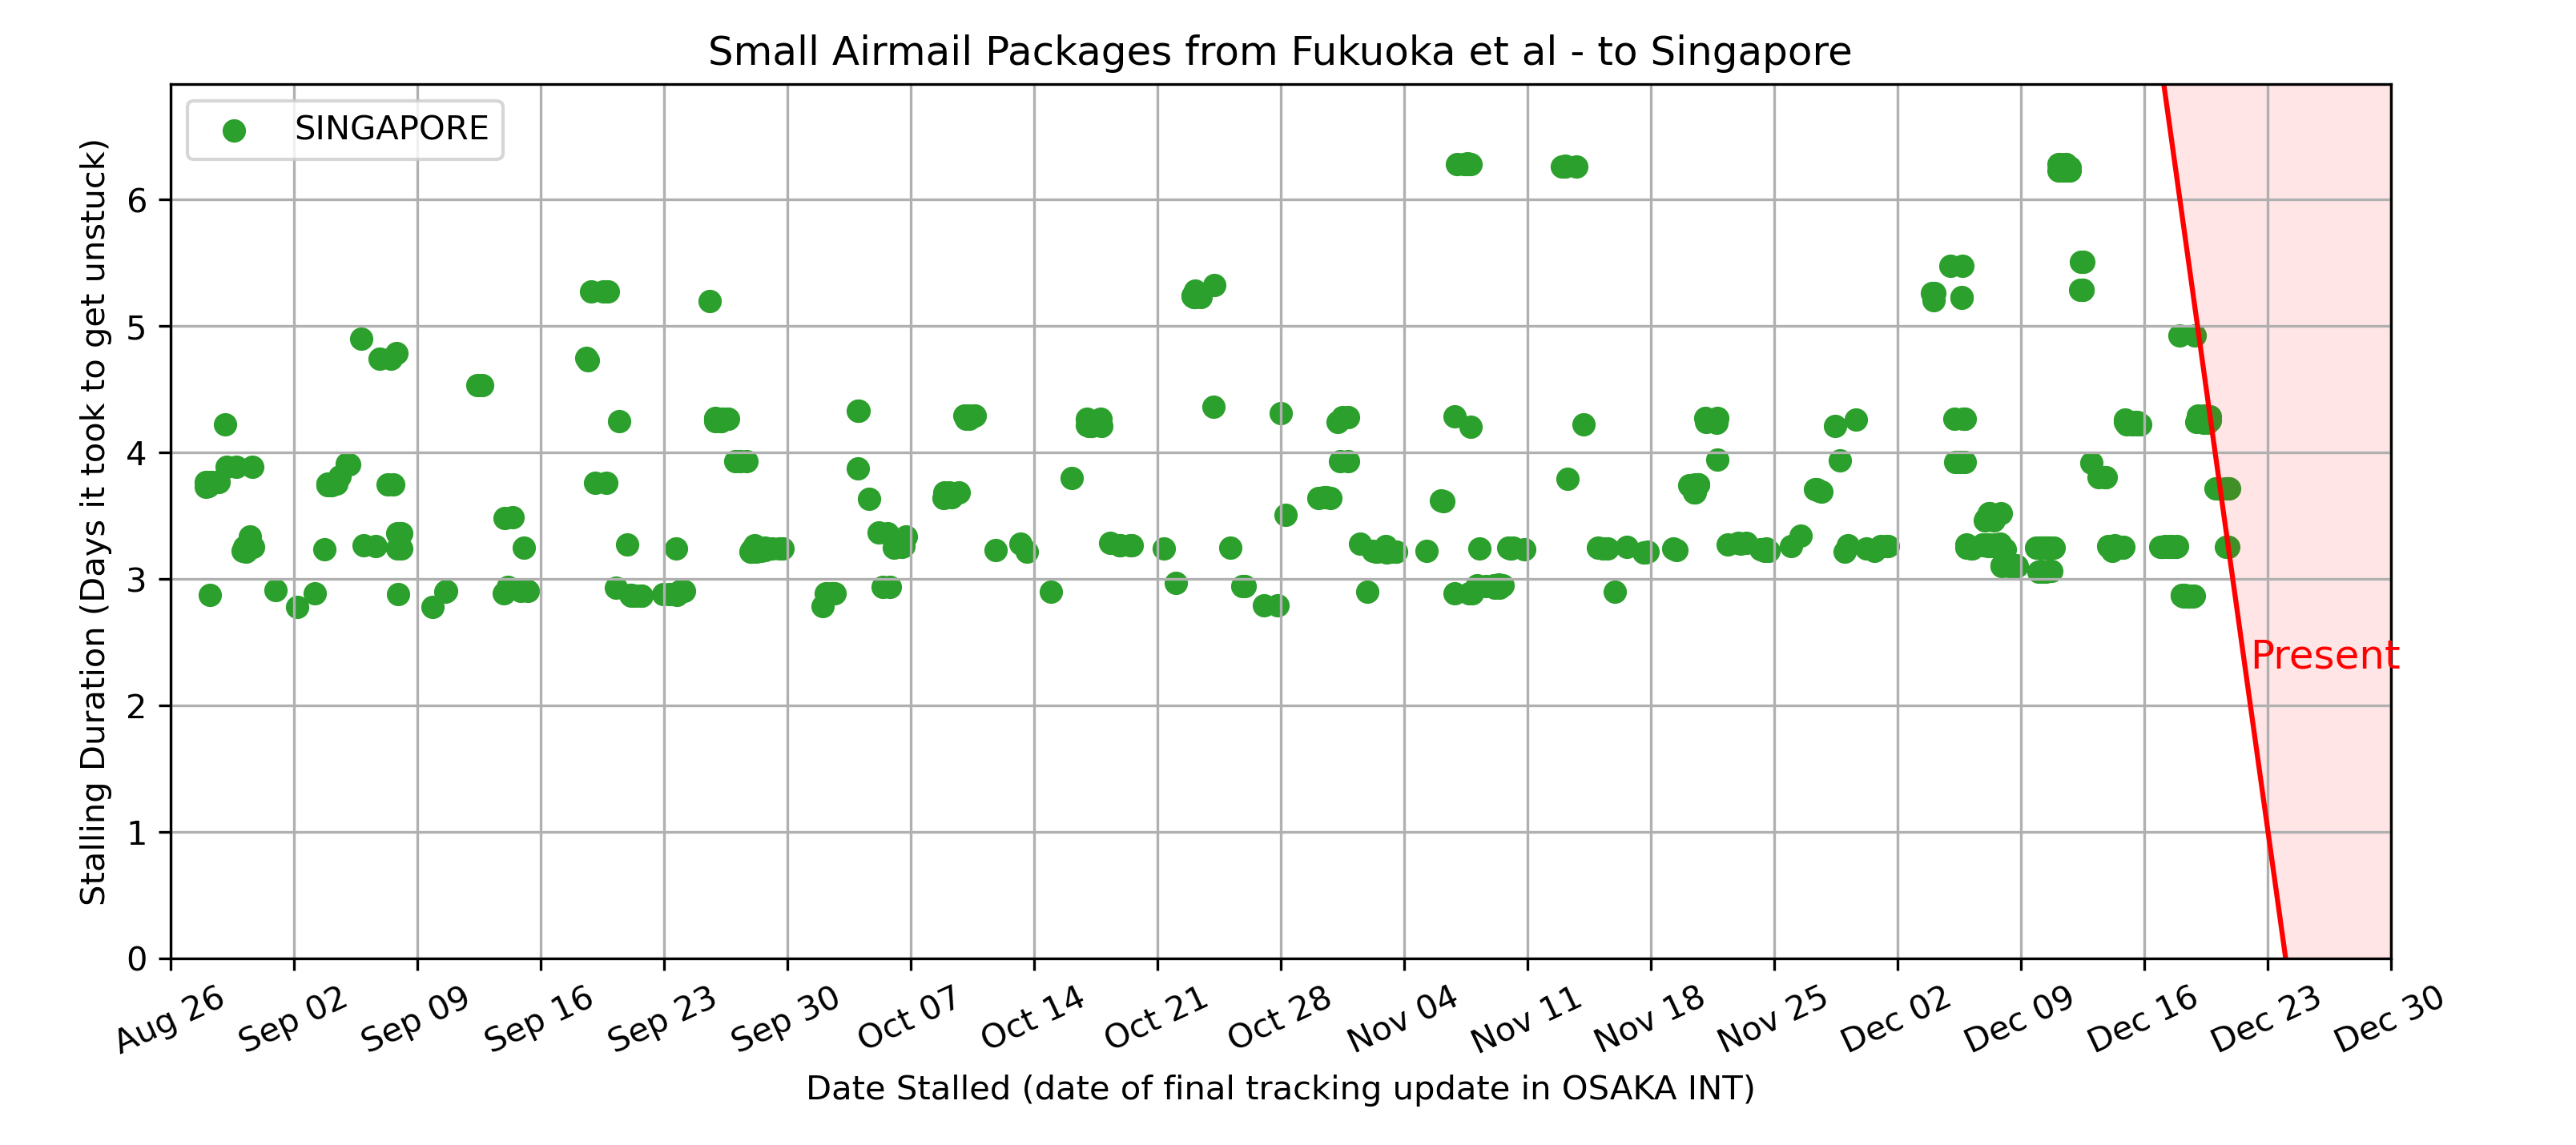 Small Airmail Packages from Fukuoka et al - to Singapore
SINGAPORE
Stalling Duration (Days it took to get unstuck)
6
5
4
3
2
1
0
Present
Aug 26
Sep 02
Sep 09
Sep 16
Sep 23
Sep 30
Oct 07
Oct 14
Oct 21
Oct 28
Nov 04
Nov 11
Nov 18
Nov 25
Dec 02
Dec 09
Dec 16
Dec 23
Dec 30
Date Stalled (date of final tracking update in OSAKA INT)